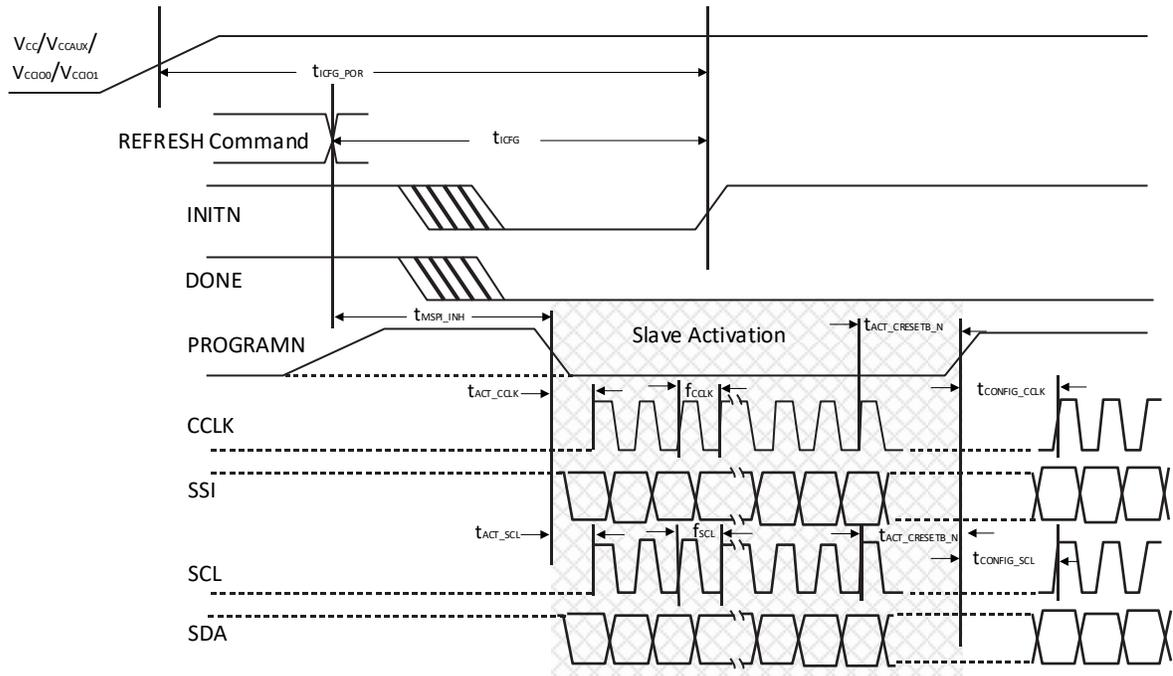 VCC/VCCAUX/
VCCIO0/VCCIO1
tICFG_POR
REFRESH Command
tICFG
INITN
DONE
tMSPI_INH
Slave Activation
tACT_CRESETB_N
PROGRAMN
tACT_CCLK
fCCLK
tCONFIG_CCLK
CCLK
SSI
tACT_SCL
fSCL
tACT_CRESETB_N
tCONFIG_SCL
SCL
SDA